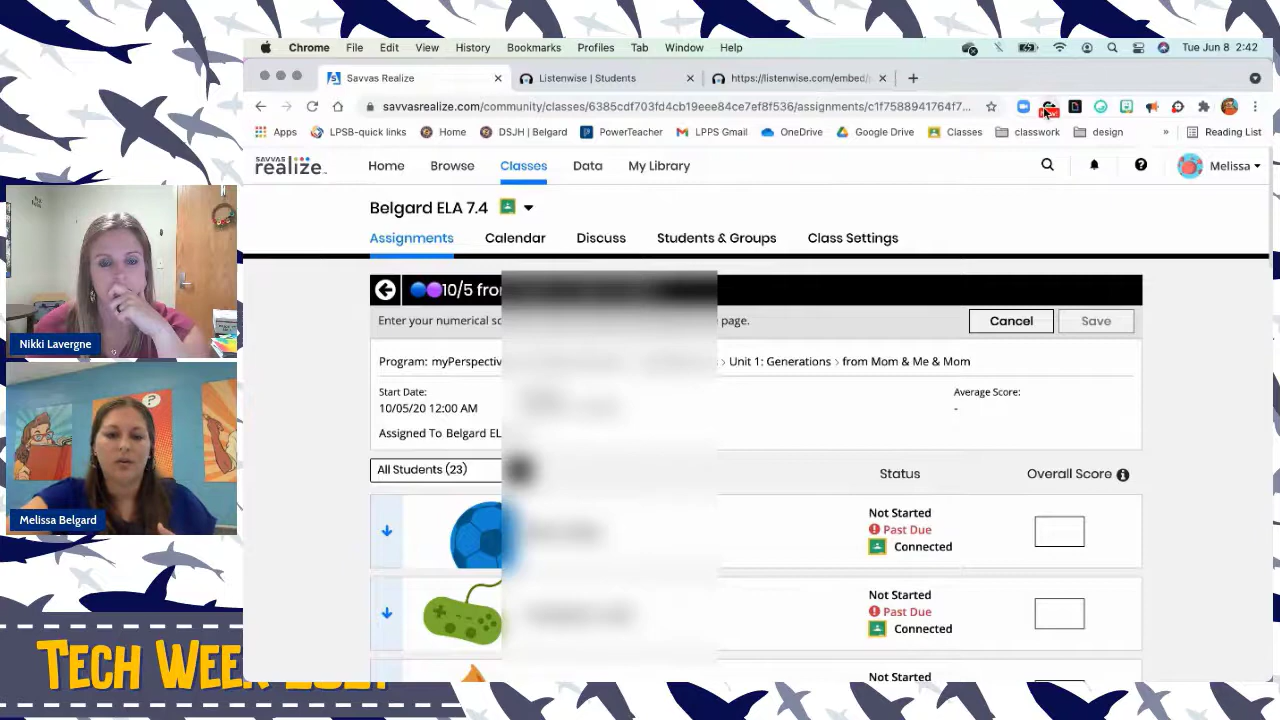 Chrome File Edit View History Bookmarks Profiles Tab Window Help Tue Jun 8 2:42
Savvas Realize
Listenwise | Students
https://listenwise.com/embed/
savvasrealize.com/community/classes/6385cdf703fd4cb19eee84ce7ef8f536/assignments/c1f7588941764f7...
Apps LPSB-quick links Home DSJH | Belgard PowerTeacher LPPS Gmail OneDrive Google Drive Classes classwork design » Reading List
SAVVAS
realize
Home Browse Classes Data My Library Melissa
Belgard ELA 7.4
Assignments Calendar Discuss Students & Groups Class Settings
10/5 from
Enter your numerical sc
page.
Cancel Save
Program: myPerspectiv
> Unit 1: Generations > from Mom & Me & Mom
Start Date:
10/05/20 12:00 AM
Average Score:
-
Assigned To Belgard EL
All Students (23)
Status Overall Score
Not Started
Past Due
Connected
Not Started
Past Due
Connected
Not Started
Nikki Lavergne
Melissa Belgard
TECH WEEK